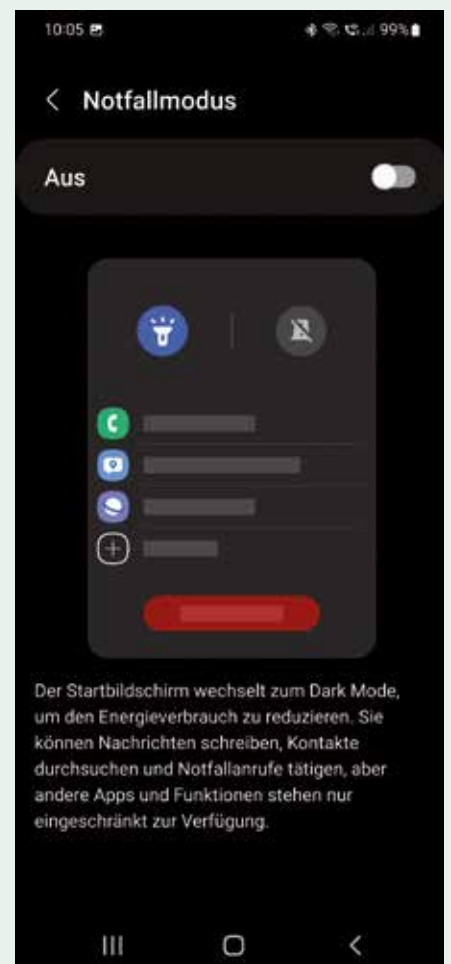 10:05
99%
Notfallmodus
Aus
Der Startbildschirm wechselt zum Dark Mode,
um den Energieverbrauch zu reduzieren. Sie
können Nachrichten schreiben, Kontakte
durchsuchen und Notfallanrufe tätigen, aber
andere Apps und Funktionen stehen nur
eingeschränkt zur Verfügung.